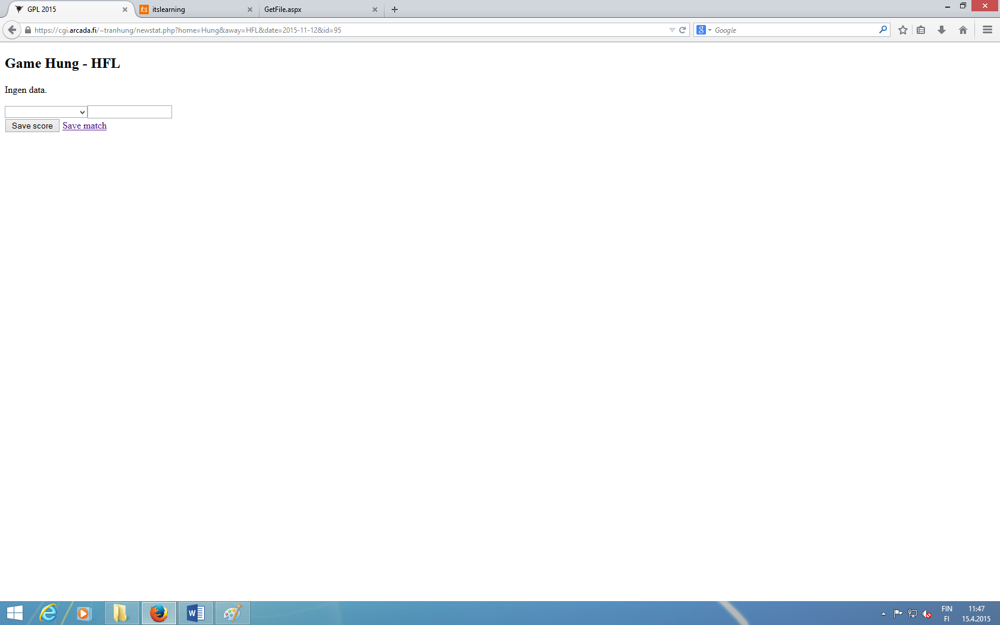 GPL 2015
its itslearning
GetFile.aspx
https://cgi.arcada.fi/~tranhung/newstat.php?home=Hung&away=HFL&date=2015-11-12&id=95
8 Google
Game Hung - HFL
Ingen data.
Save score Save match
W
FIN 11:47
FI 15.4.2015